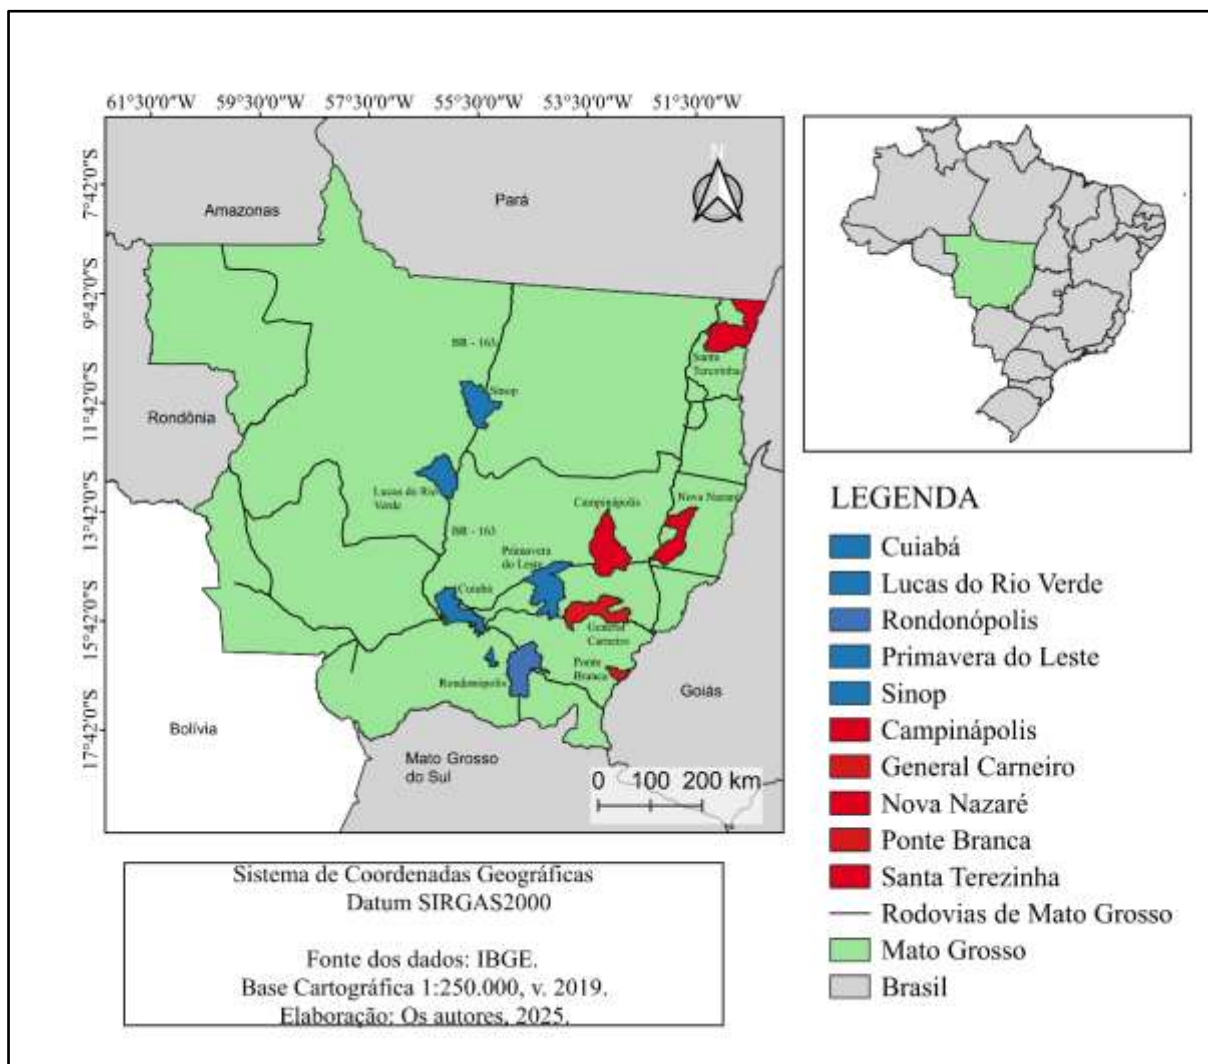 61°30'0"W 59°30'0"W 57°30'0"W 55°30'0"W 53°30'0"W 51°30'0"W
7°42'0"S
9°42'0"S
11°42'0"S
13°42'0"S
15°42'0"S
17°42'0"S
N
Amazonas
Pará
BR - 163
Santa
Terezinha
Sinop
Rondônia
Lucas do Rio
Verde
Campinápolis
Nova Nazaré
BR - 163
Primavera
do Leste
Cuiabá
General
Carneiro
Ponte
Branca
Rondonópolis
Goiás
Bolívia
Mato Grosso
do Sul
0 100 200 km
LEGENDA
Cuiabá
Lucas do Rio Verde
Rondonópolis
Primavera do Leste
Sinop
Campinápolis
General Carneiro
Nova Nazaré
Ponte Branca
Santa Terezinha
Rodovias de Mato Grosso
Mato Grosso
Brasil
Sistema de Coordenadas Geográficas
Datum SIRGAS2000
Fonte dos dados: IBGE.
Base Cartográfica 1:250.000, v. 2019.
Elaboração: Os autores, 2025.